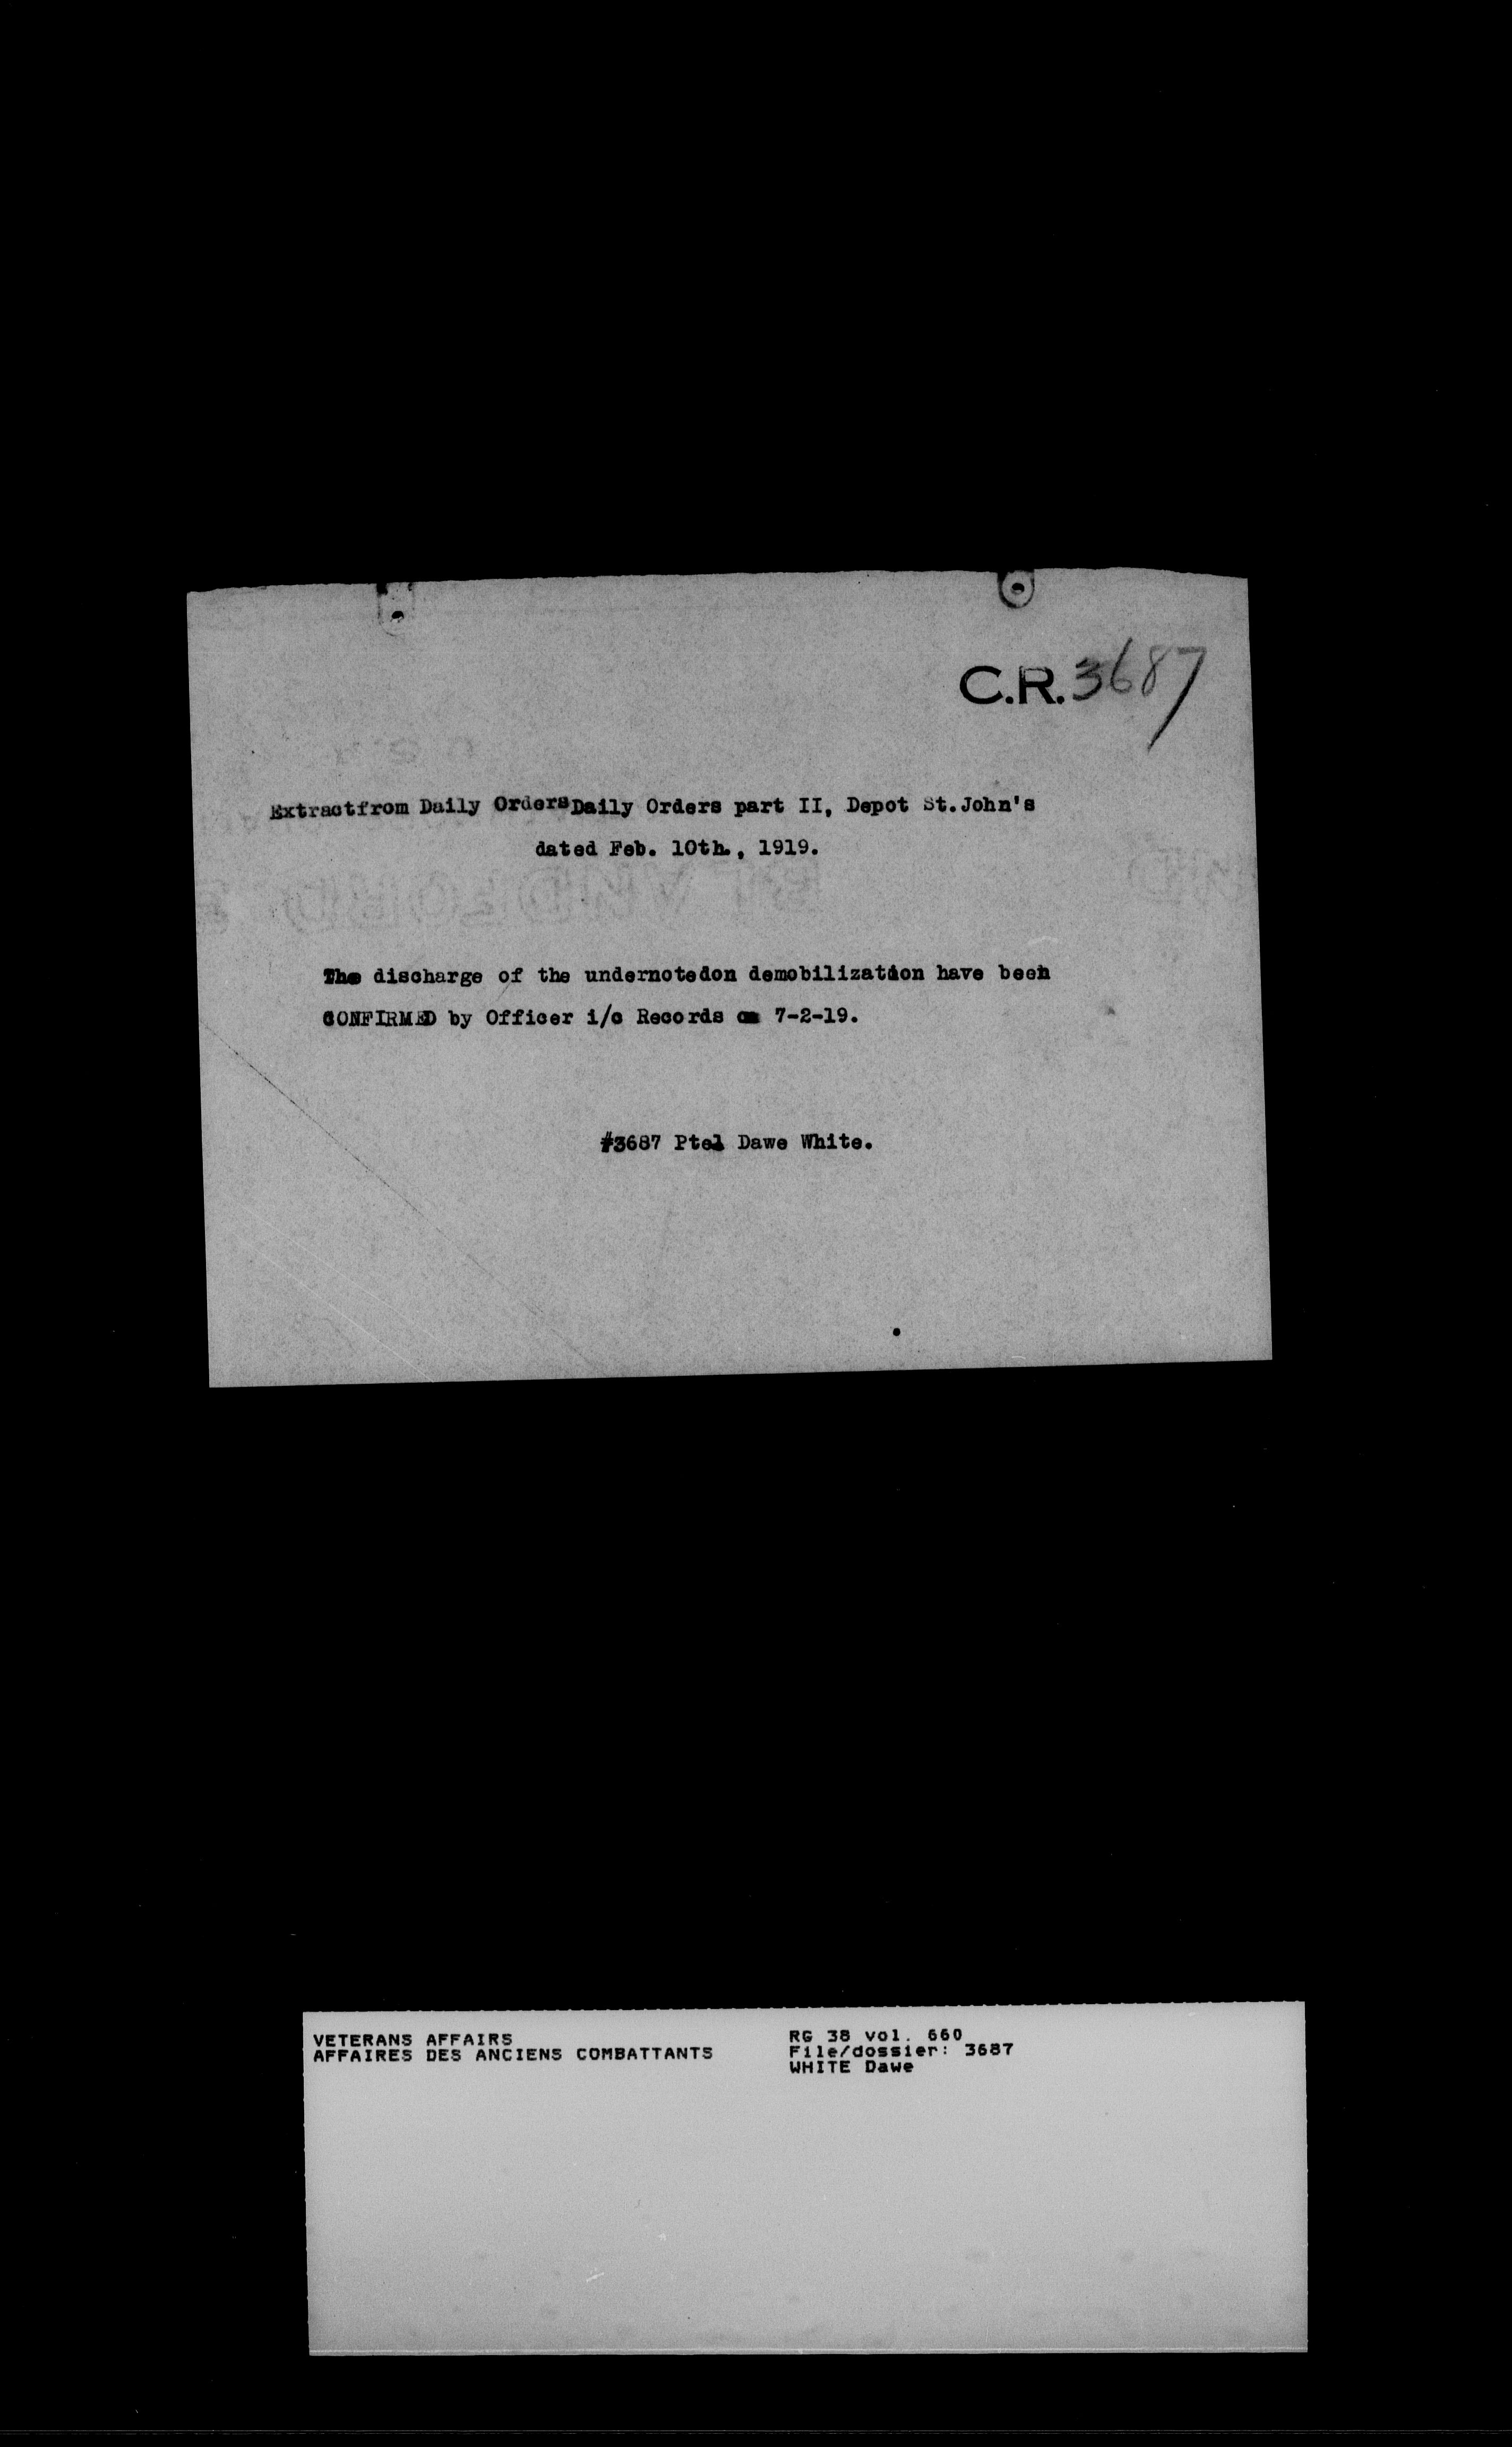 C.R. 3687
Extractfrom Daily OrdersDaily Orders part II, Depot St.John's
dated Feb. 10th., 1919.
The discharge of the undernotedon demobilization have been
CONFIRMED by Officer i/c Records on 7-2-19.
#3687 Pte. Dawe White.
VETERANS AFFAIRS
AFFAIRES DES ANCIENS COMBATTANTS
RG 38 vol. 660
File/dossier: 3687
WHITE Dawe